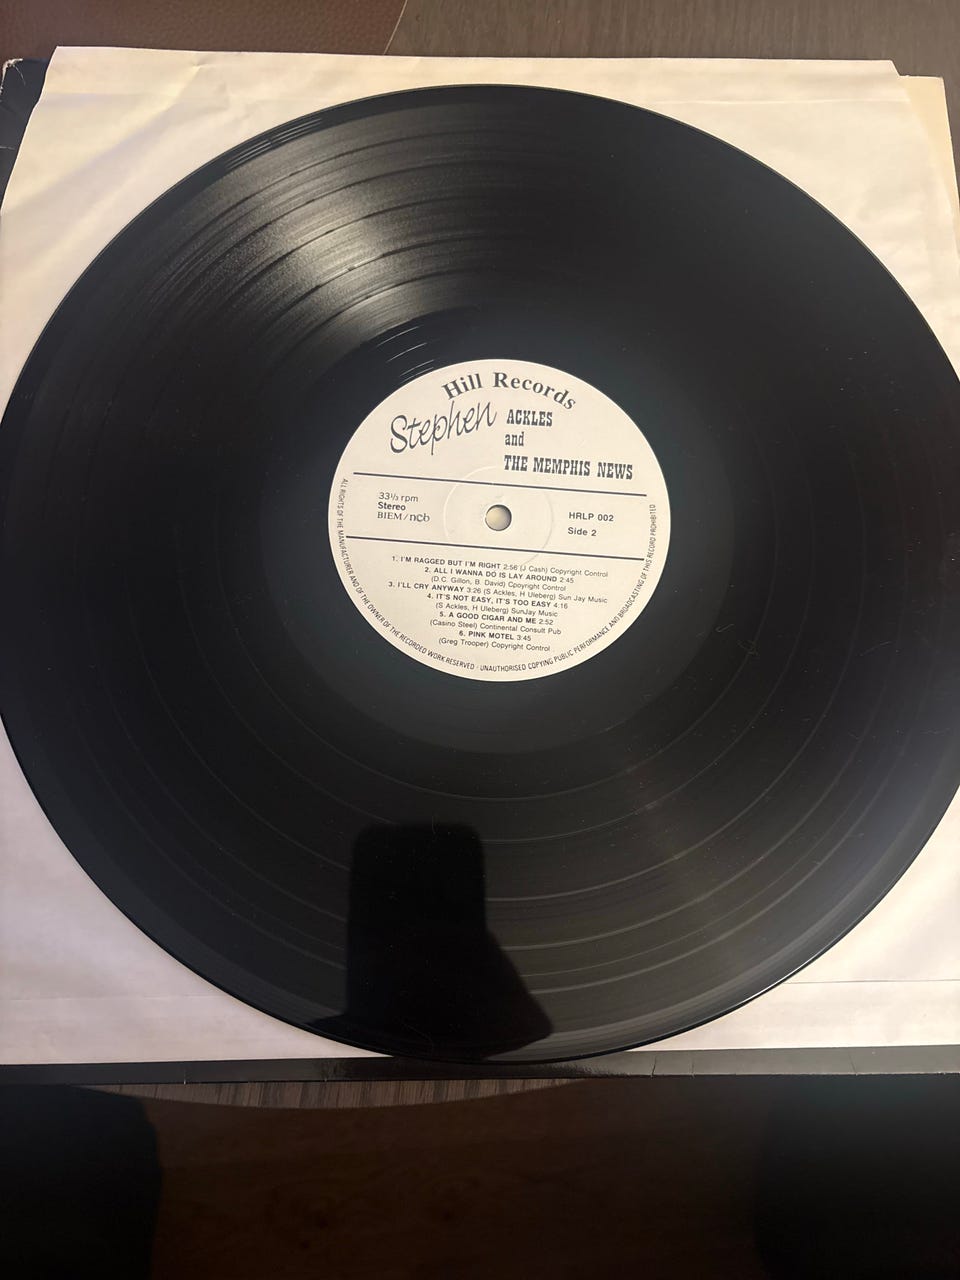 Hill Records
Stephen ACKLES
and
THE MEMPHIS NEWS
33⅓ rpm
Stereo
BIEM/ncb
HRLP 002
Side 2
1. I'M RAGGED BUT I'M RIGHT 2:56 (J Cash) Copyright Control
2. ALL I WANNA DO IS LAY AROUND 2:45
(D.C. Gillon, B. David) Copyright Control
3. I'LL CRY ANYWAY 3:26 (S Ackles, H Uleberg) Sun Jay Music
4. IT'S NOT EASY, IT'S TOO EASY 4:16
(S Ackles, H Uleberg) SunJay Music
5. A GOOD CIGAR AND ME 2:52
(Casino Steel) Continental Consult Pub
6. PINK MOTEL 3:45
(Greg Trooper) Copyright Control
ALL RIGHTS OF THE MANUFACTURER AND OF THE OWNER OF THE RECORDED WORK RESERVED · UNAUTHORISED COPYING PUBLIC PERFORMANCE AND BROADCASTING OF THIS RECORD PROHIBITED